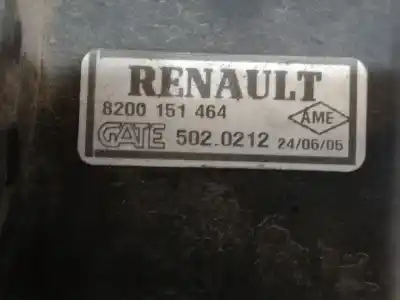 RENAULT
8200 151 464
AME
GATE 502.0212 24/06/05